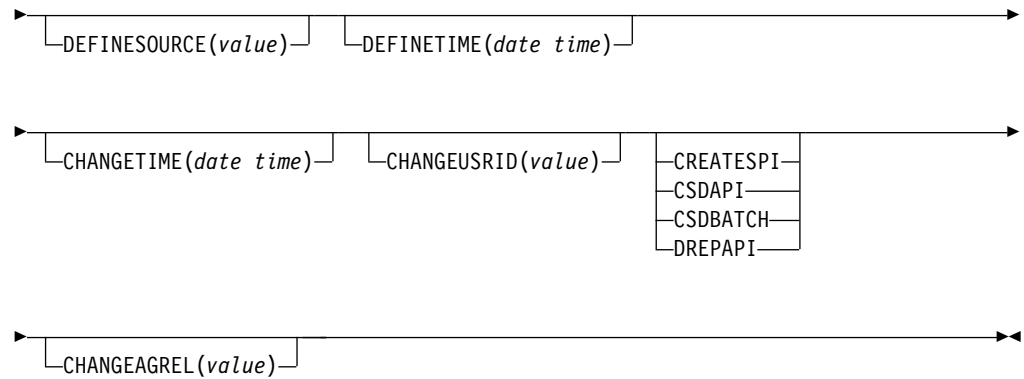 DEFINESOURCE(value) DEFINETIME(date time)
CHANGETIME(date time) CHANGEUSRID(value) CREATESPI
CSDAPI
CSDBATCH
DREPAPI
CHANGEAGREL(value)